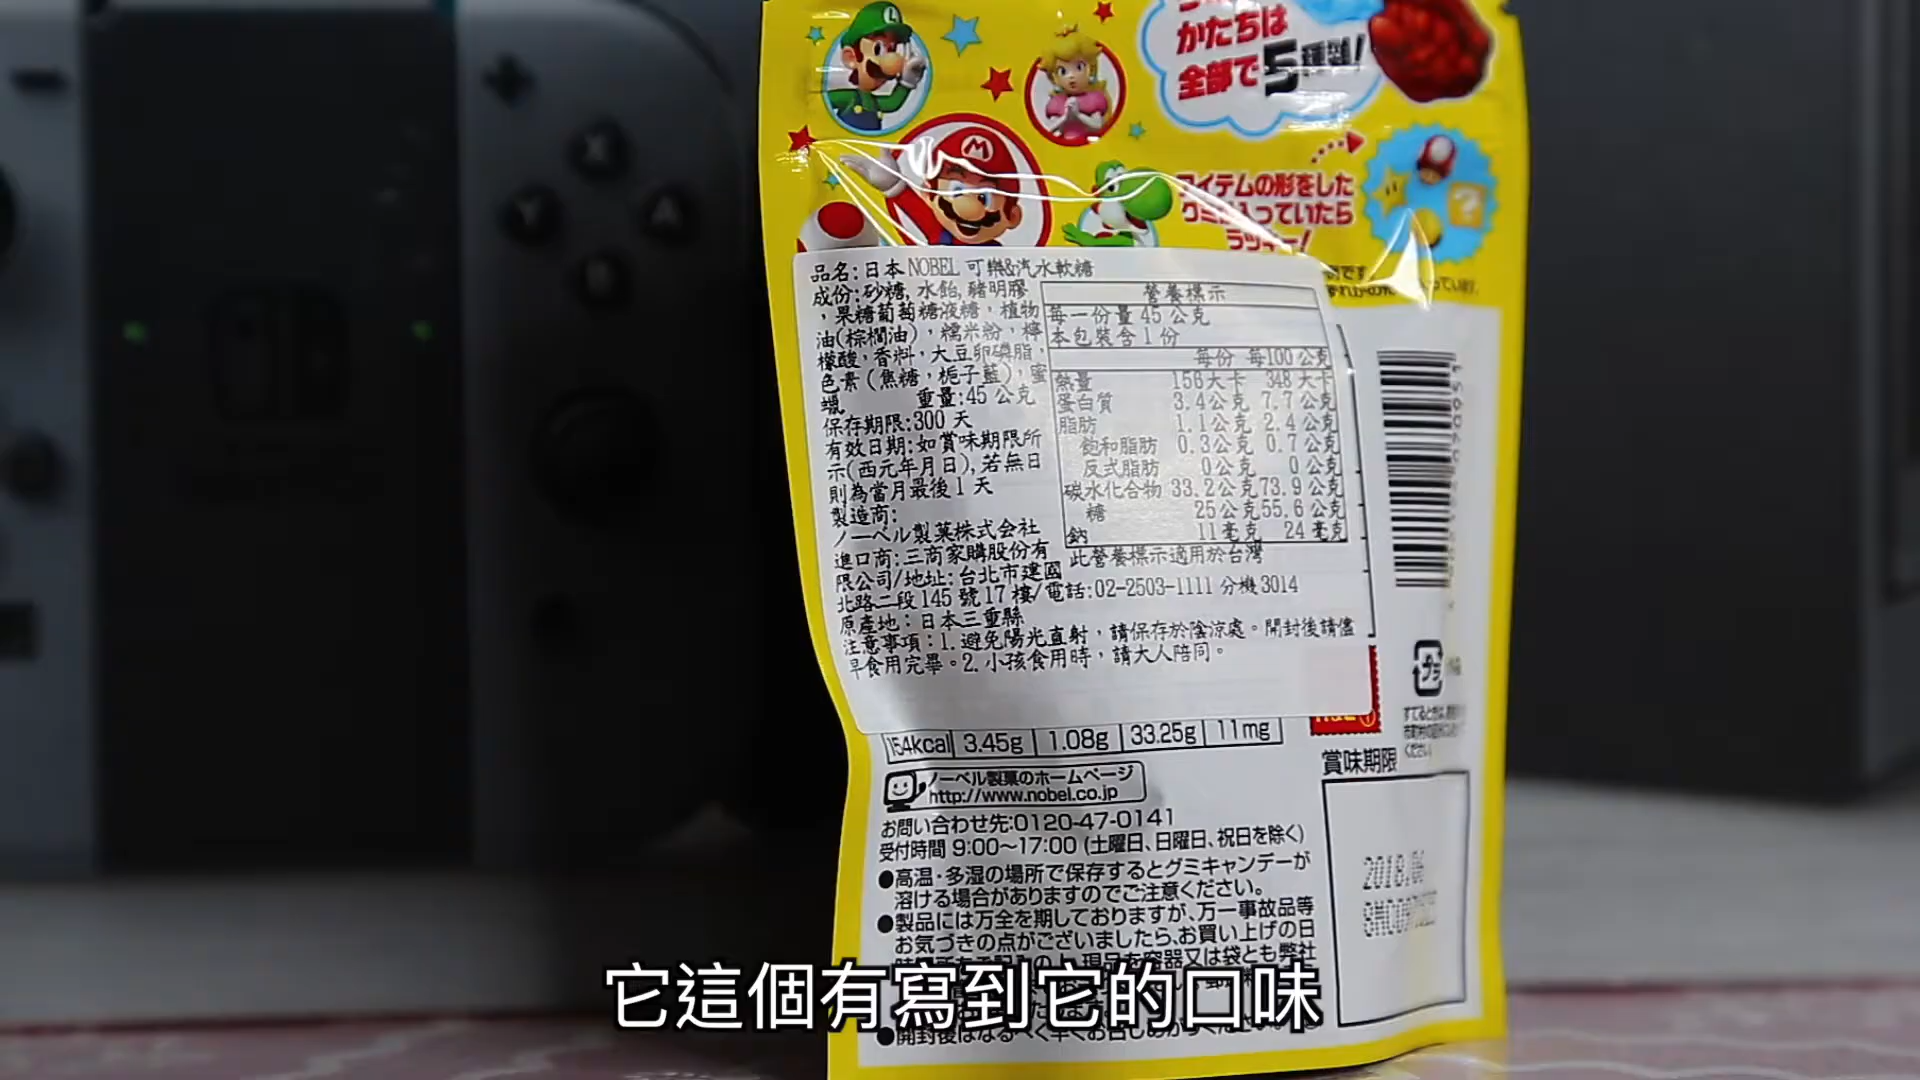 かたちは
全部で5種類!
アイテムの形をした
グミが入っていたら
ラッキー!
品名:日本NOBEL 可樂&汽水軟糖
成份:砂糖,水飴,豬明膠
,果糖葡萄糖液糖,植物
油(棕櫚油),糯米粉,檸
檬酸,香料,大豆卵磷脂,
色素(焦糖,梔子藍),蜜
蠟 重量:45 公克
保存期限:300 天
有效日期:如賞味期限所
示(西元年月日),若無日
則為當月最後1天
製造商:
ノーベル製菓株式会社
進口商:三商家購股份有
限公司/地址:台北市建國
北路二段145號17樓/電話:02-2503-1111 分機3014
原產地:日本三重縣
注意事項:1.避免陽光直射,請保存於陰涼處。開封後請儘
早食用完畢。2.小孩食用時,請大人陪同。
營養標示
每一份量 45 公克
本包裝含 1 份
每份 每100公克
熱量 156大卡 348大卡
蛋白質 3.4公克 7.7公克
脂肪 1.1公克 2.4公克
飽和脂肪 0.3公克 0.7公克
反式脂肪 0公克 0公克
碳水化合物 33.2公克 73.9公克
糖 25公克 55.6公克
鈉 11毫克 24毫克
此營養標示適用於台灣
154kcal 3.45g 1.08g 33.25g 11mg
ノーベル製菓のホームページ
http://www.nobel.co.jp
お問い合わせ先:0120-47-0141
受付時間 9:00〜17:00 (土曜日、日曜日、祝日を除く)
●高温・多湿の場所で保存するとグミキャンデーが
溶ける場合がありますのでご注意ください。
●製品には万全を期しておりますが、万一事故品等
お気づきの点がございましたら、お買い上げの日
プラ
賞味期限
2018.06
X
Y
A
B
L
M
它這個有寫到它的口味